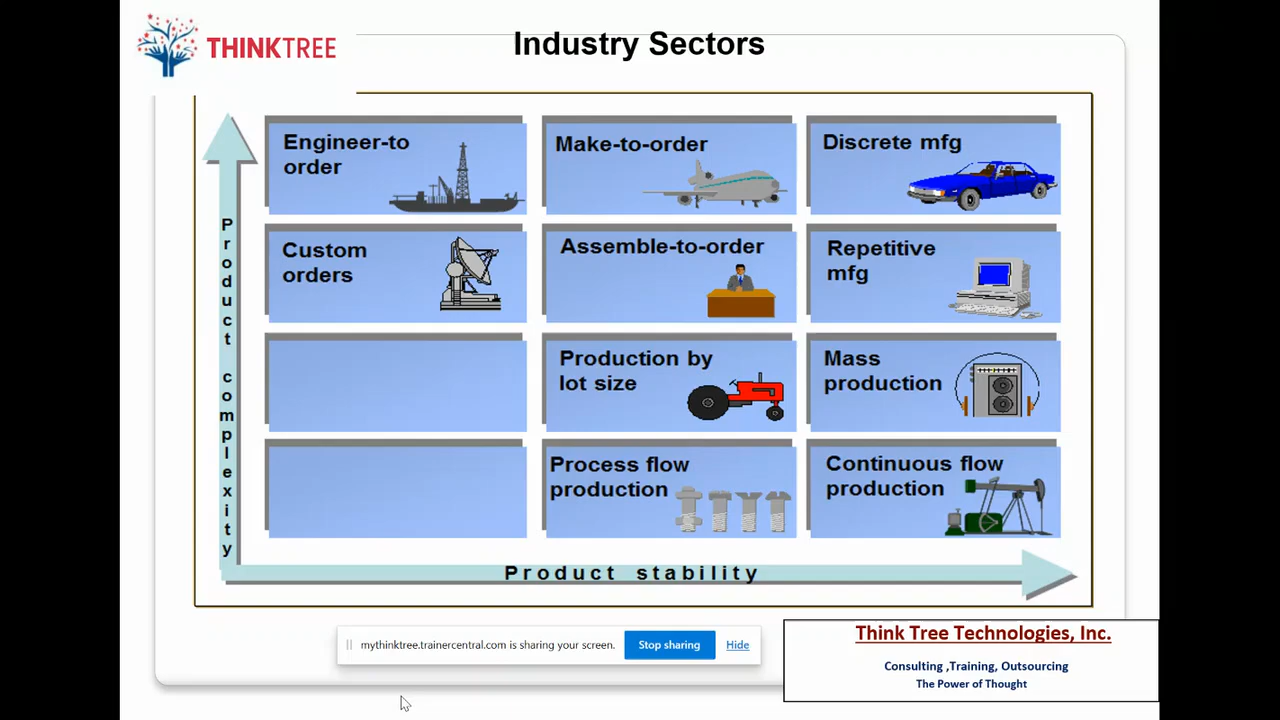 THINKTREE
Industry Sectors
Engineer-to
order
Make-to-order
Discrete mfg
Custom
orders
Assemble-to-order
Repetitive
mfg
Production by
lot size
Mass
production
Process flow
production
Continuous flow
production
Product complexity
Product stability
mythinktree.trainercentral.com is sharing your screen.
Stop sharing
Hide
Think Tree Technologies, Inc.
Consulting ,Training, Outsourcing
The Power of Thought